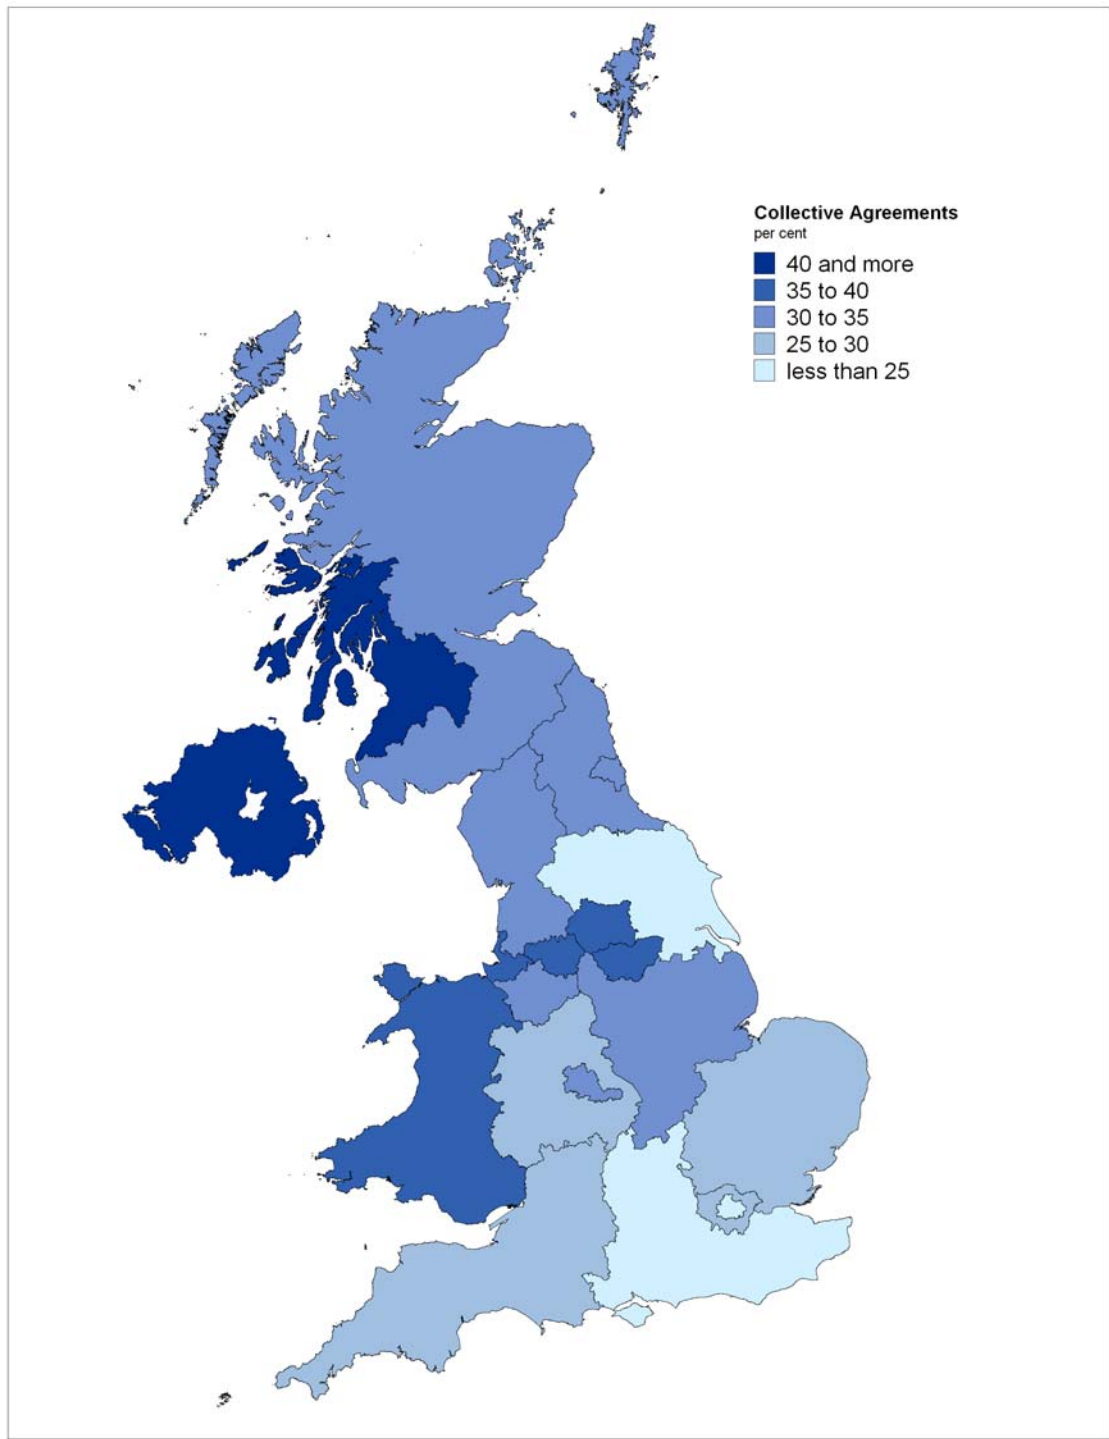 Collective Agreements
per cent
40 and more
35 to 40
30 to 35
25 to 30
less than 25